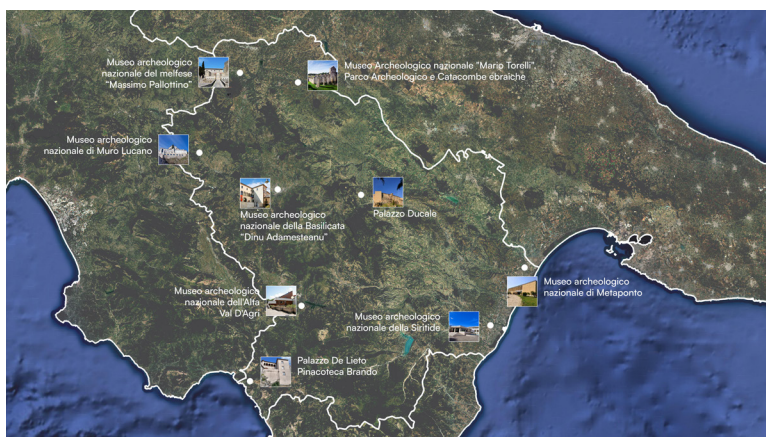 Museo archeologico
nazionale del melfese
"Massimo Pallottino"
Museo Archeologico nazionale "Mario Torelli",
Parco Archeologico e Catacombe ebraiche
Museo archeologico
nazionale di Muro Lucano
Museo archeologico
nazionale della Basilicata
"Dinu Adamesteanu"
Palazzo Ducale
Museo archeologico
nazionale dell'Alta
Val D'Agri
Museo archeologico
nazionale di Metaponto
Museo archeologico
nazionale della Siritide
Palazzo De Lieto
Pinacoteca Brando